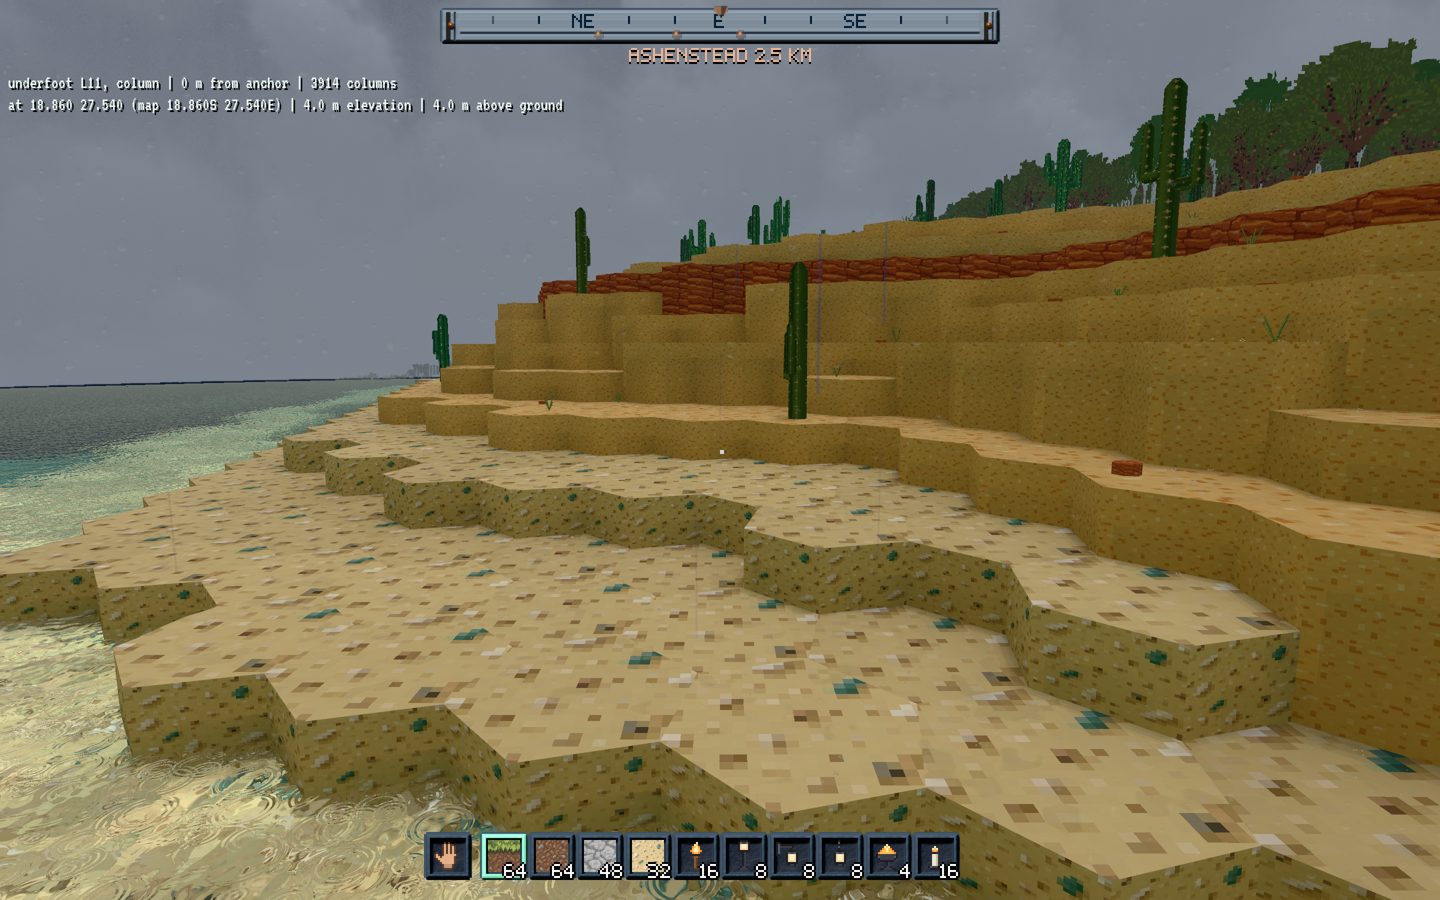 NE E SE
ASHENSTEAD 2.5 KM
underfoot L11, column | 0 m from anchor | 3914 columns
at 18.860 27.540 (map 18.860S 27.540E) | 4.0 m elevation | 4.0 m above ground
64 64 48 32 16 8 8 8 4 16